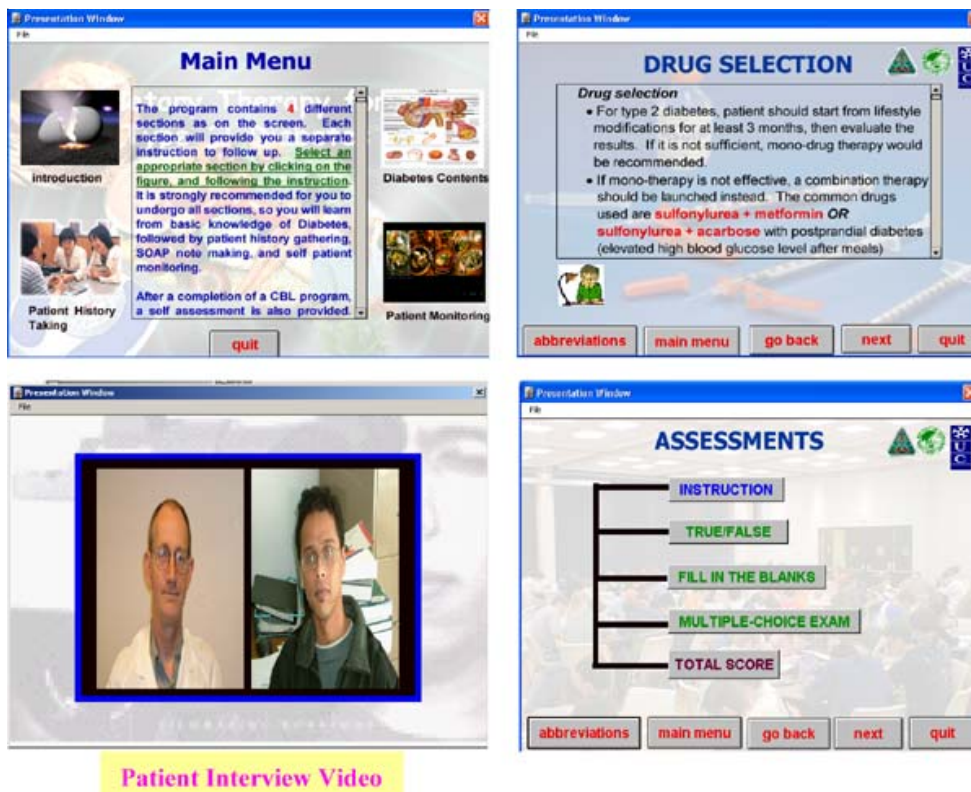 Presentation Window
File
Main Menu
The program contains 4 different
sections as on the screen. Each
section will provide you a separate
instruction to follow up. Select an
appropriate section by clicking on the
figure, and following the instruction.
It is strongly recommended for you to
undergo all sections, so you will learn
from basic knowledge of Diabetes,
followed by patient history gathering,
SOAP note making, and self patient
monitoring.
After a completion of a CBL program,
a self assessment is also provided.
Introduction
Diabetes Contents
Patient History
Taking
Patient Monitoring
quit
Presentation Window
File
DRUG SELECTION
Drug selection
• For type 2 diabetes, patient should start from lifestyle
modifications for at least 3 months, then evaluate the
results. If it is not sufficient, mono-drug therapy would
be recommended.
• If mono-therapy is not effective, a combination therapy
should be launched instead. The common drugs
used are sulfonylurea + metformin OR
sulfonylurea + acarbose with postprandial diabetes
(elevated high blood glucose level after meals)
abbreviations main menu go back next quit
Presentation Window
File
Patient Interview Video
Presentation Window
File
ASSESSMENTS
INSTRUCTION
TRUE/FALSE
FILL IN THE BLANKS
MULTIPLE-CHOICE EXAM
TOTAL SCORE
abbreviations main menu go back next quit